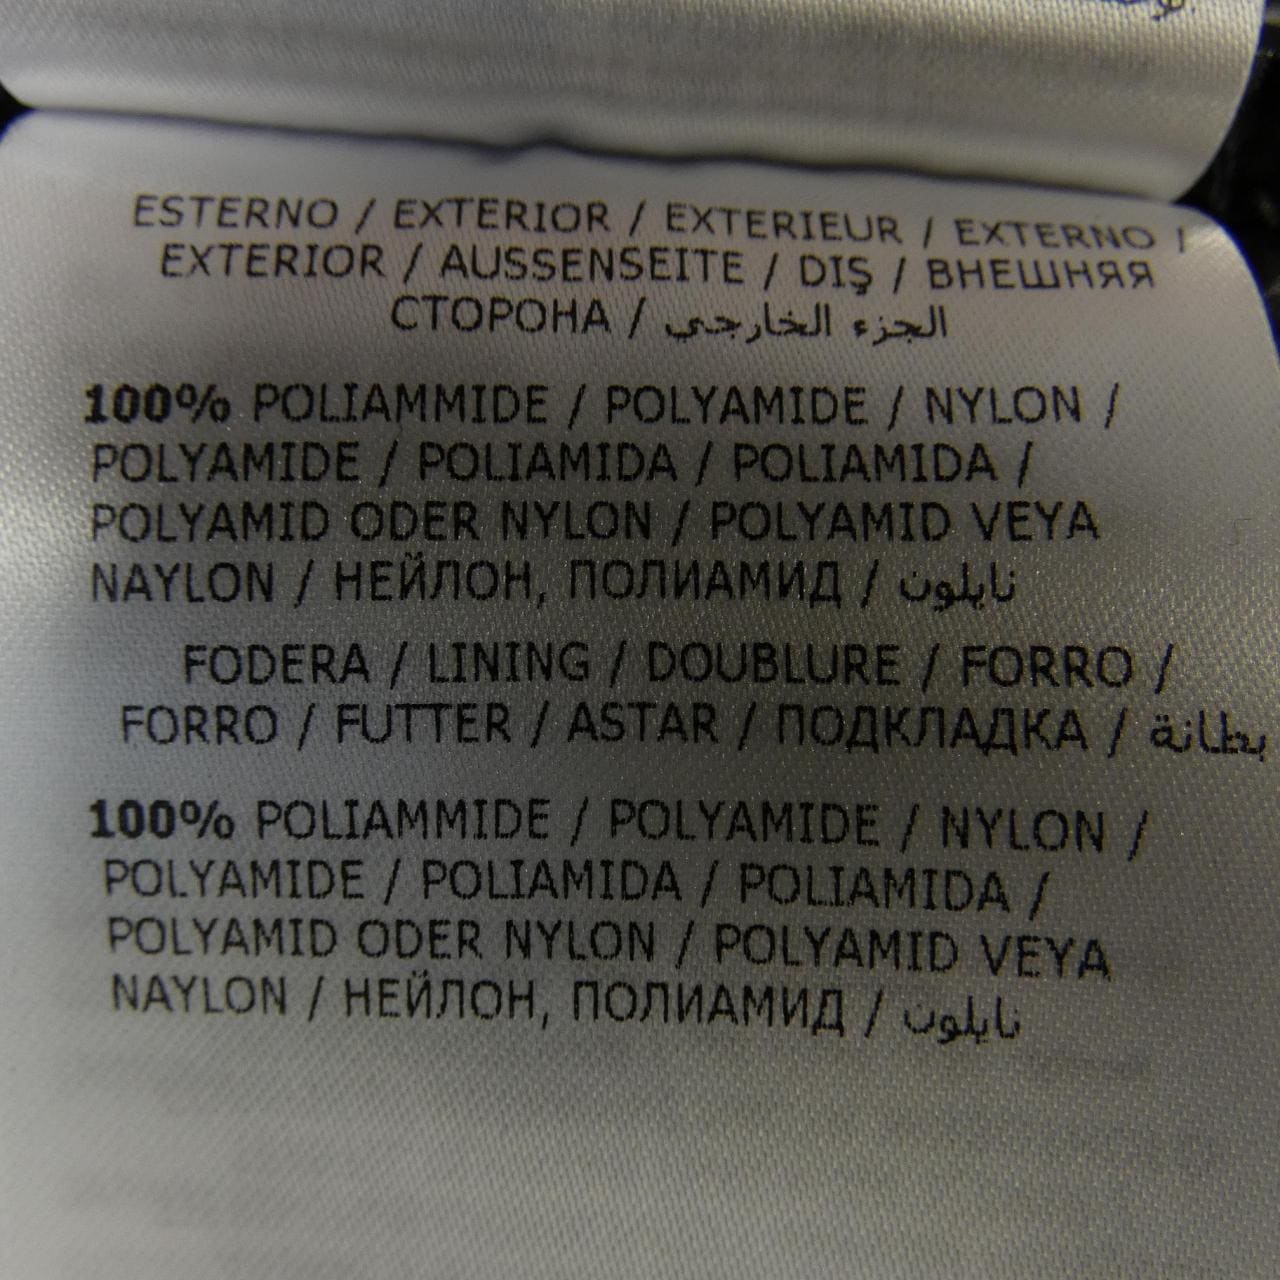 ESTERNO / EXTERIOR / EXTERIEUR / EXTERNO /
EXTERIOR / AUSSENSEITE / DIŞ / ВНЕШНЯЯ
СТОРОНА / الجزء الخارجي
100% POLIAMMIDE / POLYAMIDE / NYLON /
POLYAMIDE / POLIAMIDA / POLIAMIDA /
POLYAMID ODER NYLON / POLYAMID VEYA
NAYLON / НЕЙЛОН, ПОЛИАМИД / نايلون
FODERA / LINING / DOUBLURE / FORRO /
FORRO / FUTTER / ASTAR / ПОДКЛАДКА / بطانة
100% POLIAMMIDE / POLYAMIDE / NYLON /
POLYAMIDE / POLIAMIDA / POLIAMIDA /
POLYAMID ODER NYLON / POLYAMID VEYA
NAYLON / НЕЙЛОН, ПОЛИАМИД / نايلون